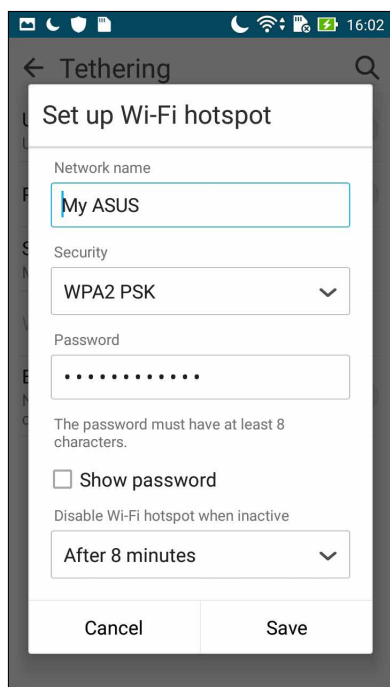 16:02
Tethering
Set up Wi-Fi hotspot
Network name
My ASUS
Security
WPA2 PSK
Password
••••••••••••
The password must have at least 8
characters.
Show password
Disable Wi-Fi hotspot when inactive
After 8 minutes
Cancel
Save